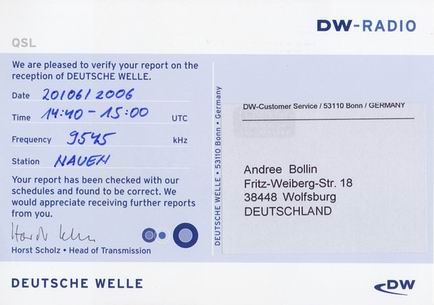 DW-RADIO
QSL
We are pleased to verify your report on the
reception of DEUTSCHE WELLE.
Date 20/06/2006
Time 14:40 - 15:00 UTC
Frequency 9545 kHz
Station NAUEN
Your report has been checked with our
schedules and found to be correct. We
would appreciate receiving further reports
from you.
Horst Scholz • Head of Transmission
DEUTSCHE WELLE • 53110 Bonn • Germany
DW-Customer Service / 53110 Bonn / GERMANY
Andree Bollin
Fritz-Weiberg-Str. 18
38448 Wolfsburg
DEUTSCHLAND
DEUTSCHE WELLE
DW